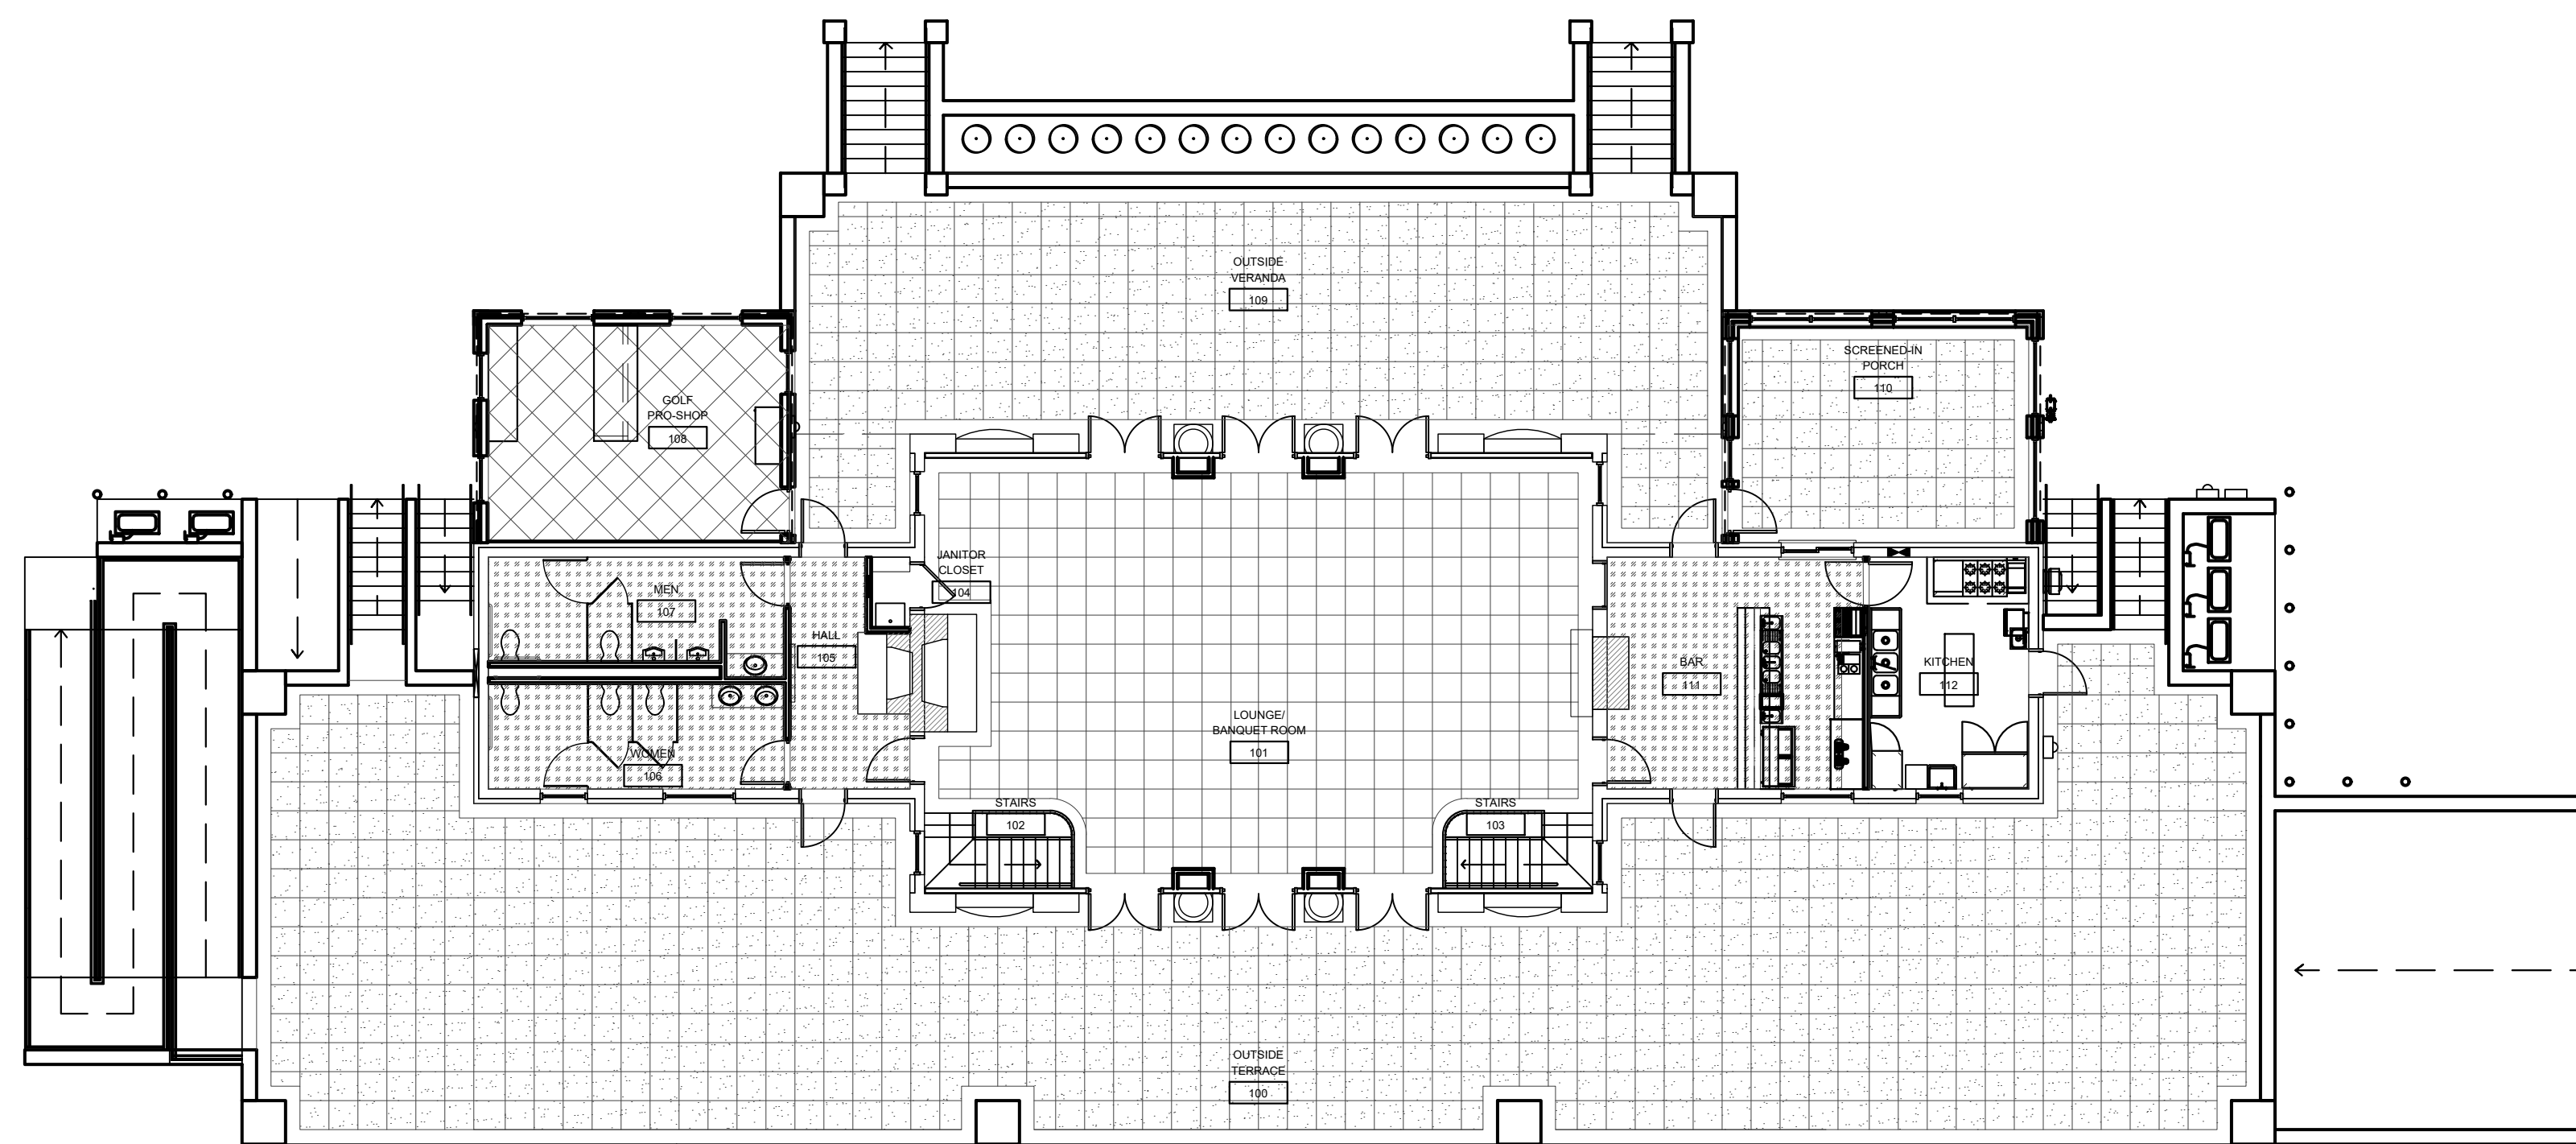 OUTSIDE
VERANDA
109
SCREENED-IN
PORCH
110
GOLF
PRO-SHOP
108
JANITOR
CLOSET
104
MEN
107
HALL
105
BAR
111
KITCHEN
112
LOUNGE/
BANQUET ROOM
101
WOMEN
106
STAIRS
102
STAIRS
103
OUTSIDE
TERRACE
100